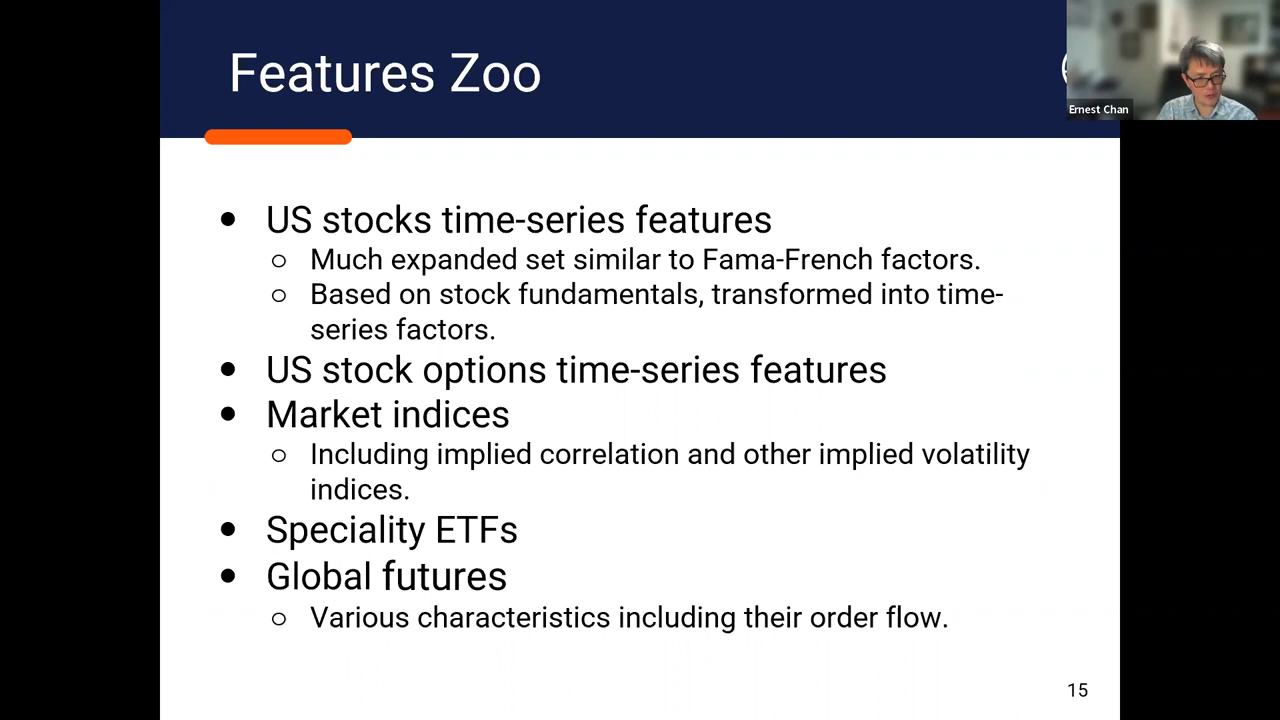 Features Zoo
Ernest Chan
● US stocks time-series features
○ Much expanded set similar to Fama-French factors.
○ Based on stock fundamentals, transformed into time-
series factors.
● US stock options time-series features
● Market indices
○ Including implied correlation and other implied volatility
indices.
● Speciality ETFs
● Global futures
○ Various characteristics including their order flow.
15